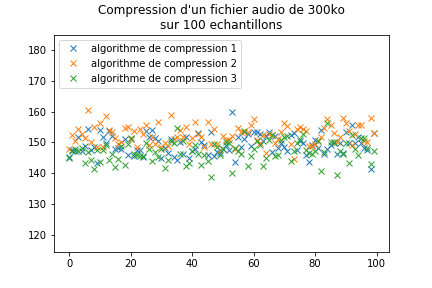 Compression d'un fichier audio de 300ko
sur 100 echantillons
algorithme de compression 1
algorithme de compression 2
algorithme de compression 3
180
170
160
150
140
130
120
0
20
40
60
80
100